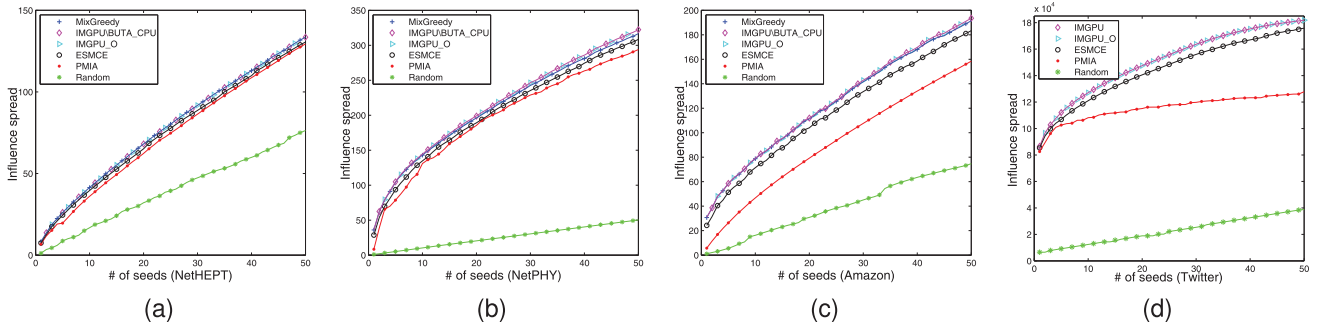 MixGreedy
IMGPU\BUTA_CPU
IMGPU_O
ESMCE
PMIA
Random
Influence spread
150
100
50
0
0 10 20 30 40 50
# of seeds (NetHEPT)
(a)
MixGreedy
IMGPU\BUTA_CPU
IMGPU_O
ESMCE
PMIA
Random
Influence spread
350
300
250
200
150
100
50
0
0 10 20 30 40 50
# of seeds (NetPHY)
(b)
MixGreedy
IMGPU\BUTA_CPU
IMGPU_O
ESMCE
PMIA
Random
Influence spread
200
180
160
140
120
100
80
60
40
20
0
0 10 20 30 40 50
# of seeds (Amazon)
(c)
x 10⁴
IMGPU
IMGPU_O
ESMCE
PMIA
Random
Influence spread
18
16
14
12
10
8
6
4
2
0
0 10 20 30 40 50
# of seeds (Twitter)
(d)